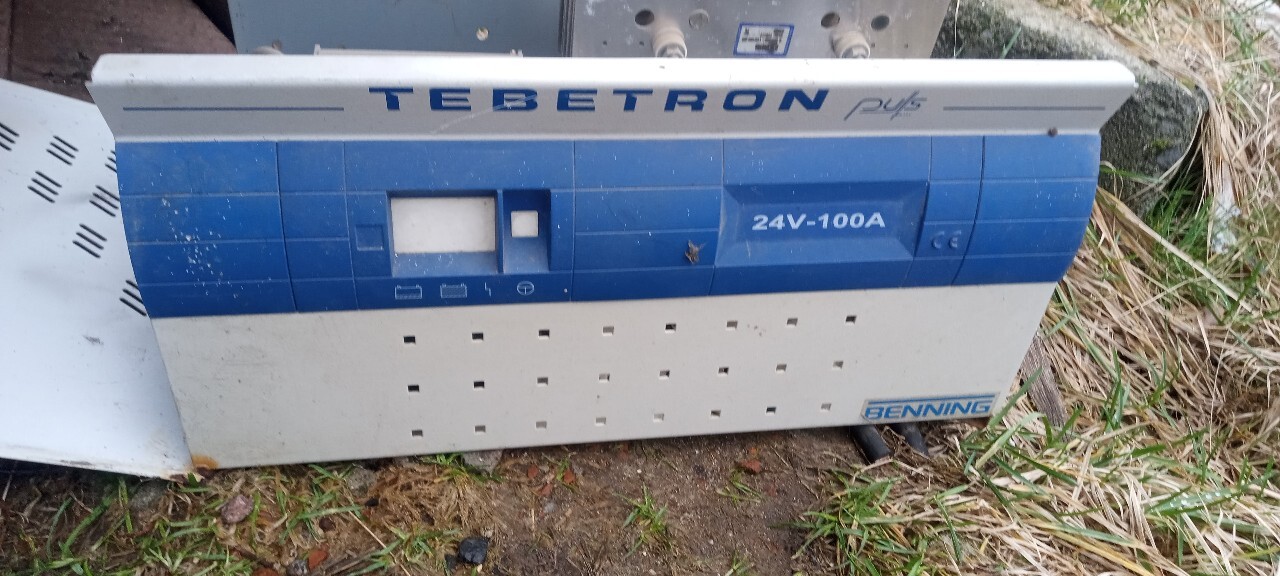 TEBETRON puls
24V-100A
CE
BENNING